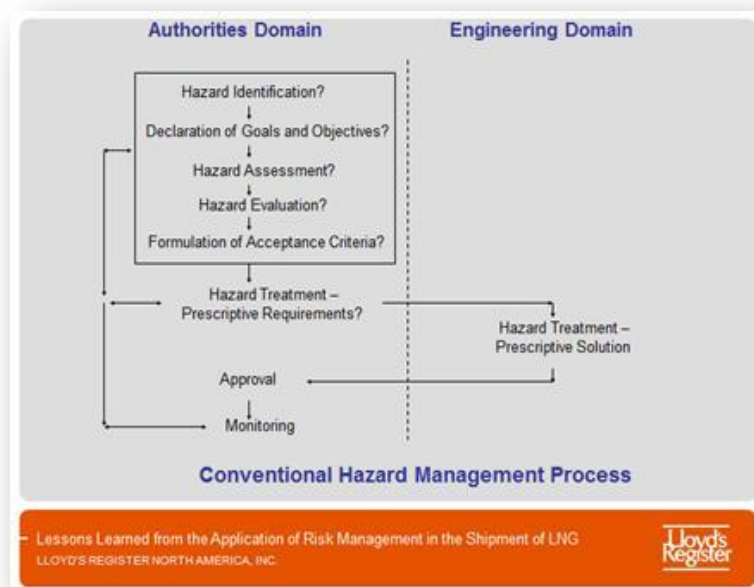 Authorities Domain
Engineering Domain
Hazard Identification?
Declaration of Goals and Objectives?
Hazard Assessment?
Hazard Evaluation?
Formulation of Acceptance Criteria?
Hazard Treatment –
Prescriptive Requirements?
Hazard Treatment –
Prescriptive Solution
Approval
Monitoring
Conventional Hazard Management Process
Lessons Learned from the Application of Risk Management in the Shipment of LNG
LLOYD'S REGISTER NORTH AMERICA, INC.
Lloyd's
Register